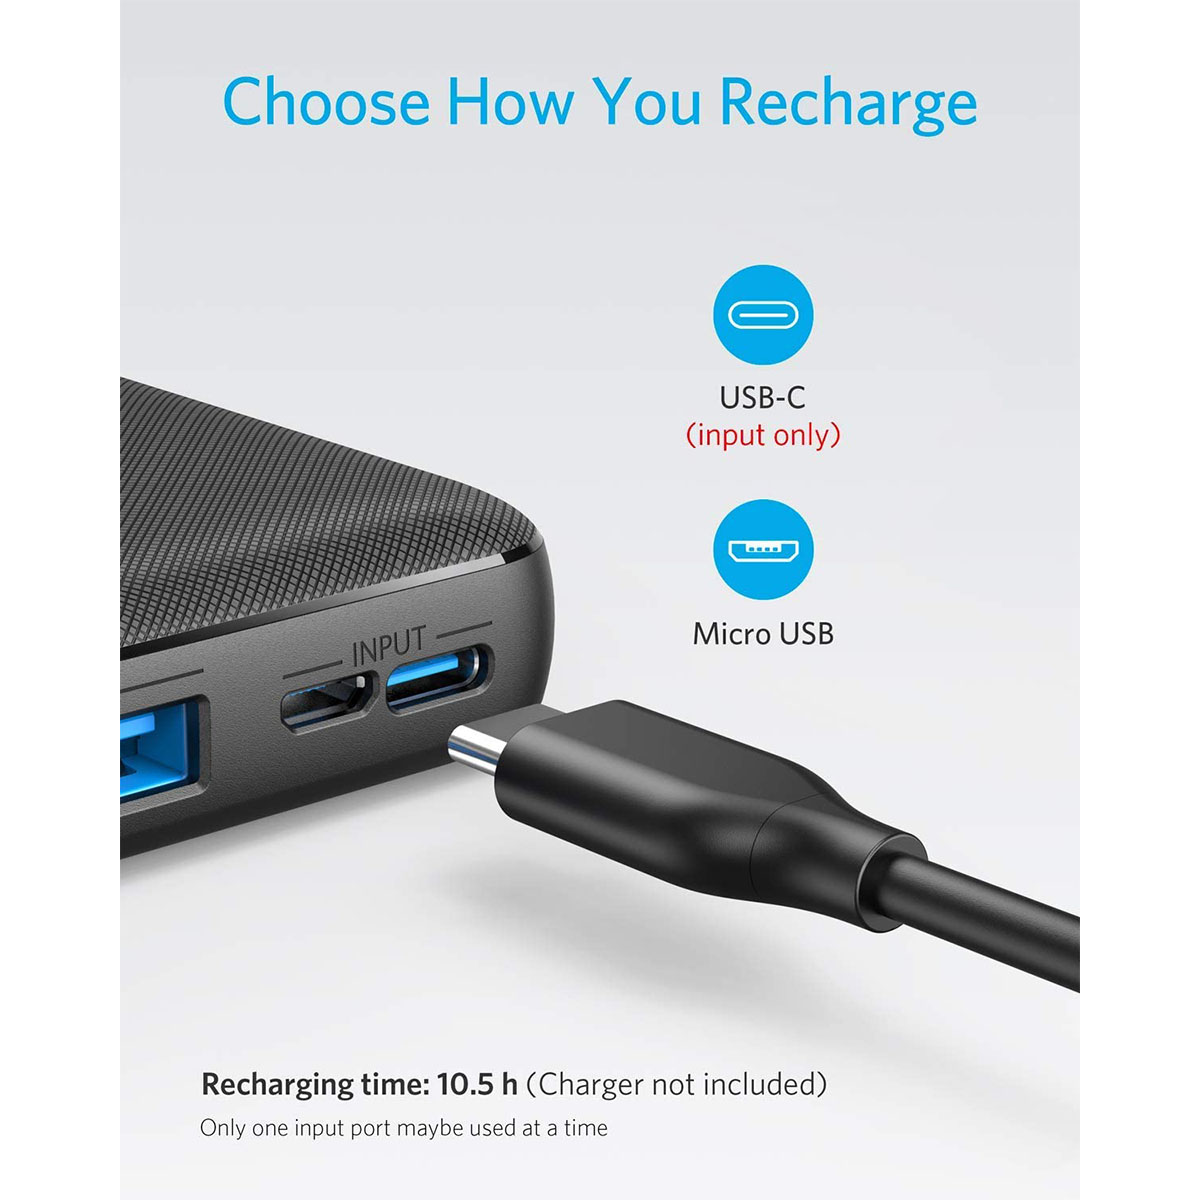 Choose How You Recharge
USB-C
(input only)
Micro USB
INPUT
Recharging time: 10.5 h (Charger not included)
Only one input port maybe used at a time